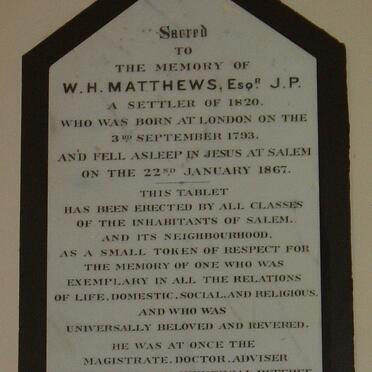 Sacred
TO
THE MEMORY OF
W.H. MATTHEWS, Esqr J.P.
A SETTLER OF 1820.
WHO WAS BORN AT LONDON ON THE
3RD SEPTEMBER 1793.
AND FELL ASLEEP IN JESUS AT SALEM
ON THE 22ND JANUARY 1867.
THIS TABLET
HAS BEEN ERECTED BY ALL CLASSES
OF THE INHABITANTS OF SALEM.
AND ITS NEIGHBOURHOOD.
AS A SMALL TOKEN OF RESPECT FOR
THE MEMORY OF ONE WHO WAS
EXEMPLARY IN ALL THE RELATIONS
OF LIFE, DOMESTIC, SOCIAL, AND RELIGIOUS.
AND WHO WAS
UNIVERSALLY BELOVED AND REVERED.
HE WAS AT ONCE THE
MAGISTRATE, DOCTOR, ADVISER